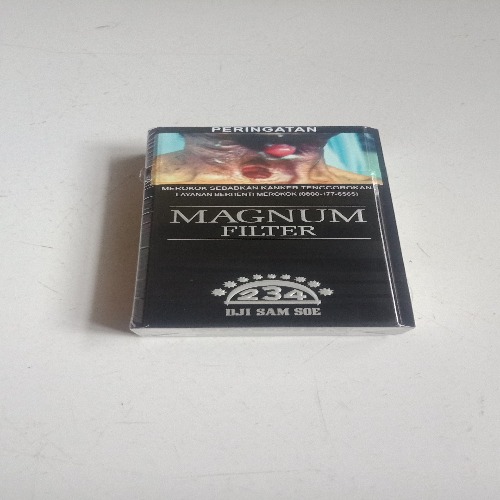 PERINGATAN
MEROKOK SEBABKAN KANKER TENGGOROKAN
LAYANAN BERHENTI MEROKOK (0800-177-6565)
MAGNUM
FILTER
234
DJI SAM SOE